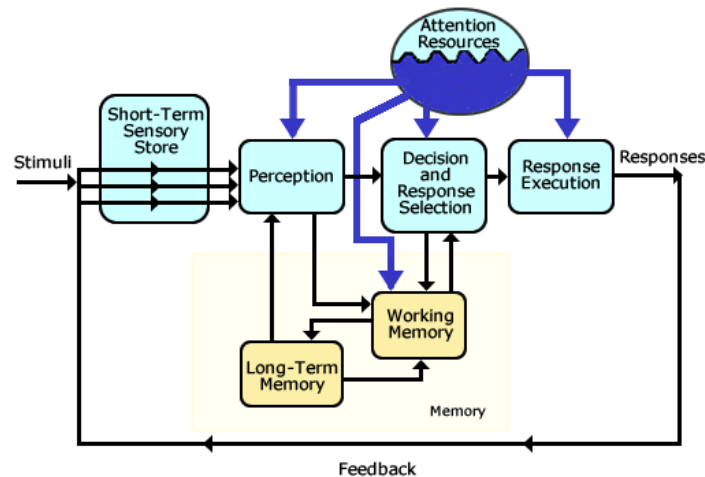 Attention
Resources
Short-Term
Sensory
Store
Stimuli
Perception
Decision
and
Response
Selection
Response
Execution
Responses
Working
Memory
Long-Term
Memory
Memory
Feedback